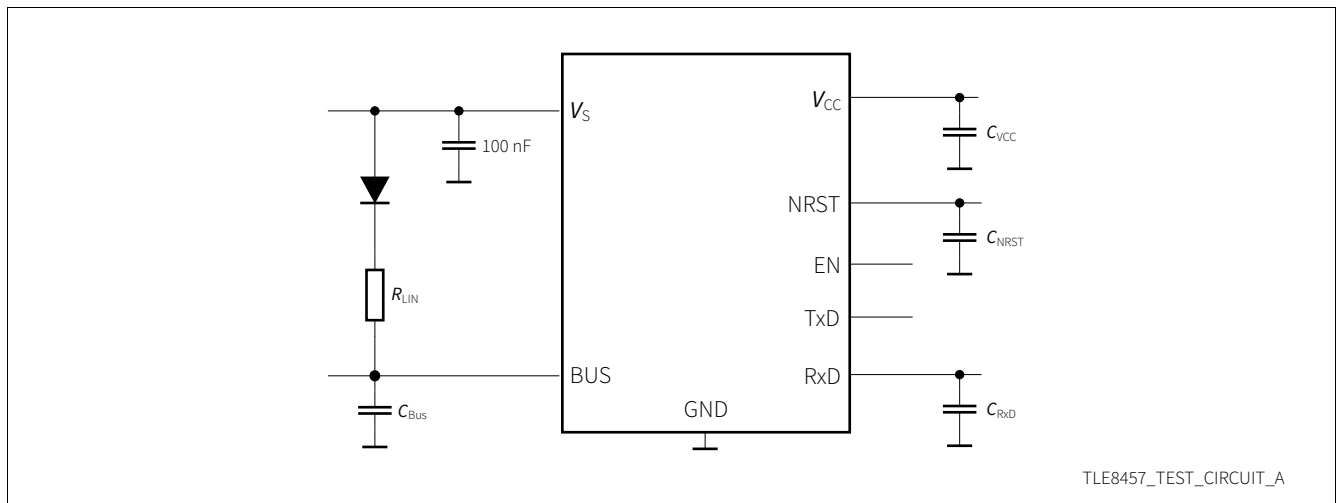 VS
VCC
100 nF
CVCC
NRST
CNRST
EN
RLIN
TxD
BUS
RxD
GND
CBus
CRxD
TLE8457_TEST_CIRCUIT_A